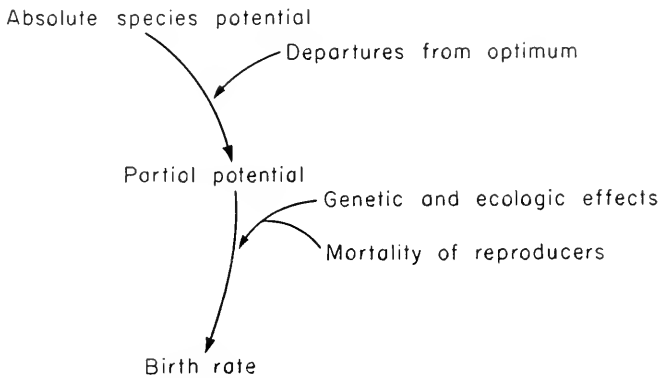 Absolute species potential
Departures from optimum
Partial potential
Genetic and ecologic effects
Mortality of reproducers
Birth rate